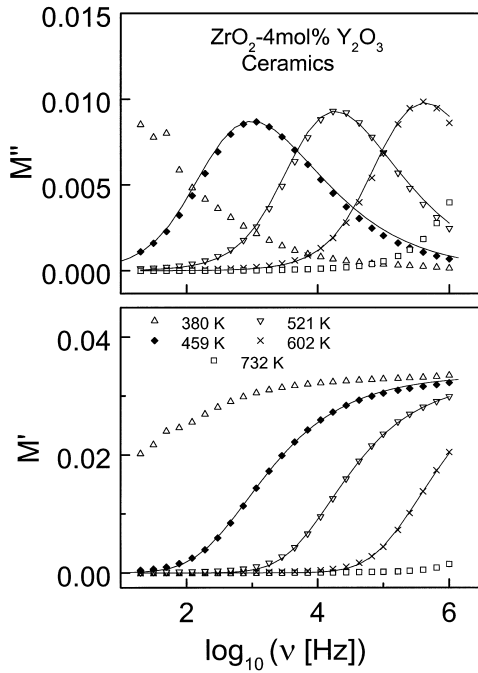 ZrO₂-4mol% Y₂O₃
Ceramics
M''
0.015
0.010
0.005
0.000
380 K
521 K
459 K
602 K
732 K
M'
0.04
0.02
0.00
2
4
6
log₁₀ (ν [Hz])